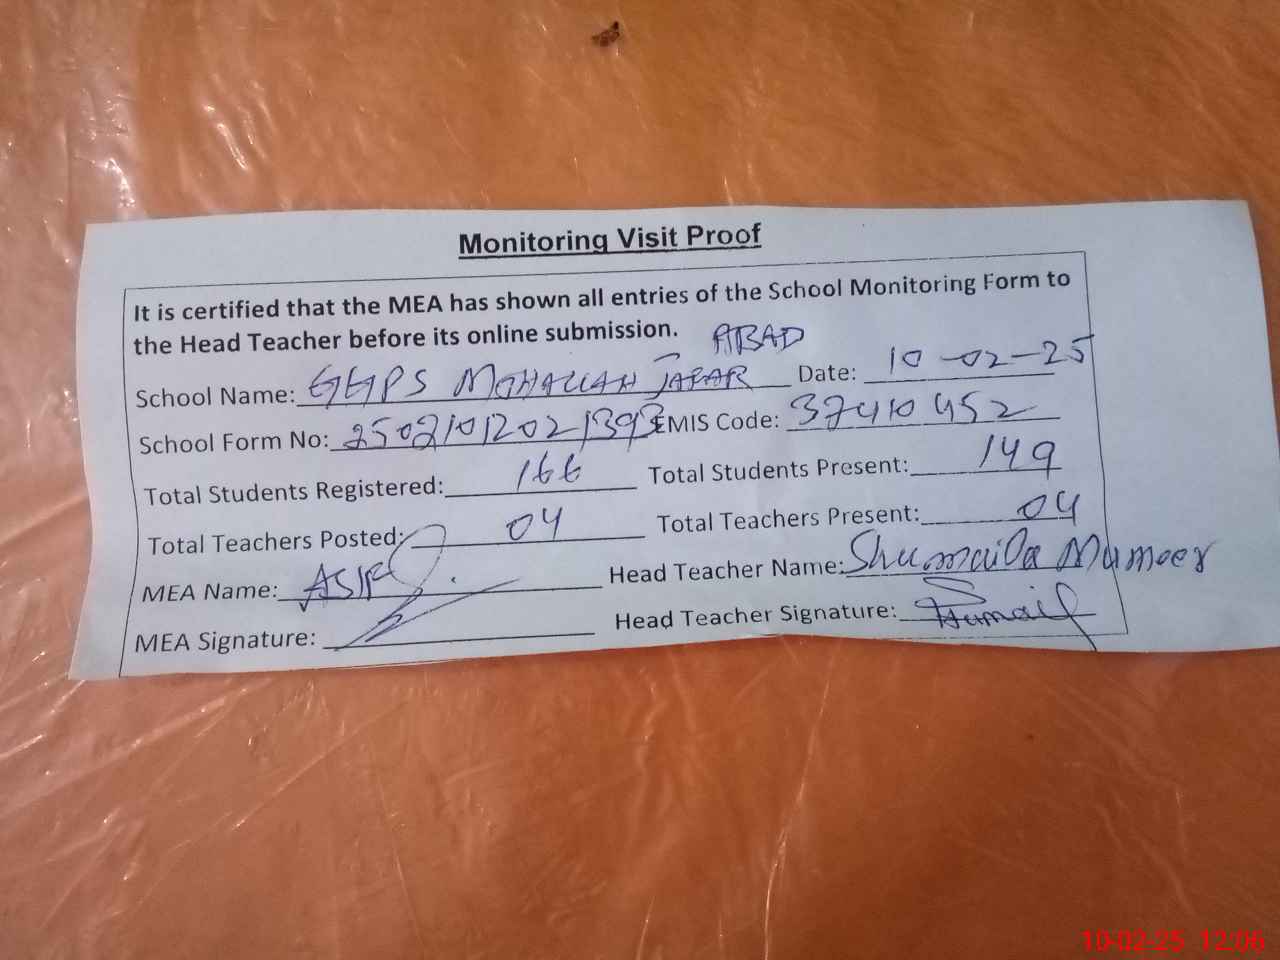 Monitoring Visit Proof
It is certified that the MEA has shown all entries of the School Monitoring Form to
the Head Teacher before its online submission.
ABAD
School Name: GGPS MOHALLAH JAFAR Date: 10-02-25
School Form No: 25021012021393 EMIS Code: 37410452
Total Students Registered: 166 Total Students Present: 149
Total Teachers Posted: 04 Total Teachers Present: 04
MEA Name: ASIF Head Teacher Name: Shumaila Mumeer
MEA Signature: Head Teacher Signature:
10-02-25 12:06